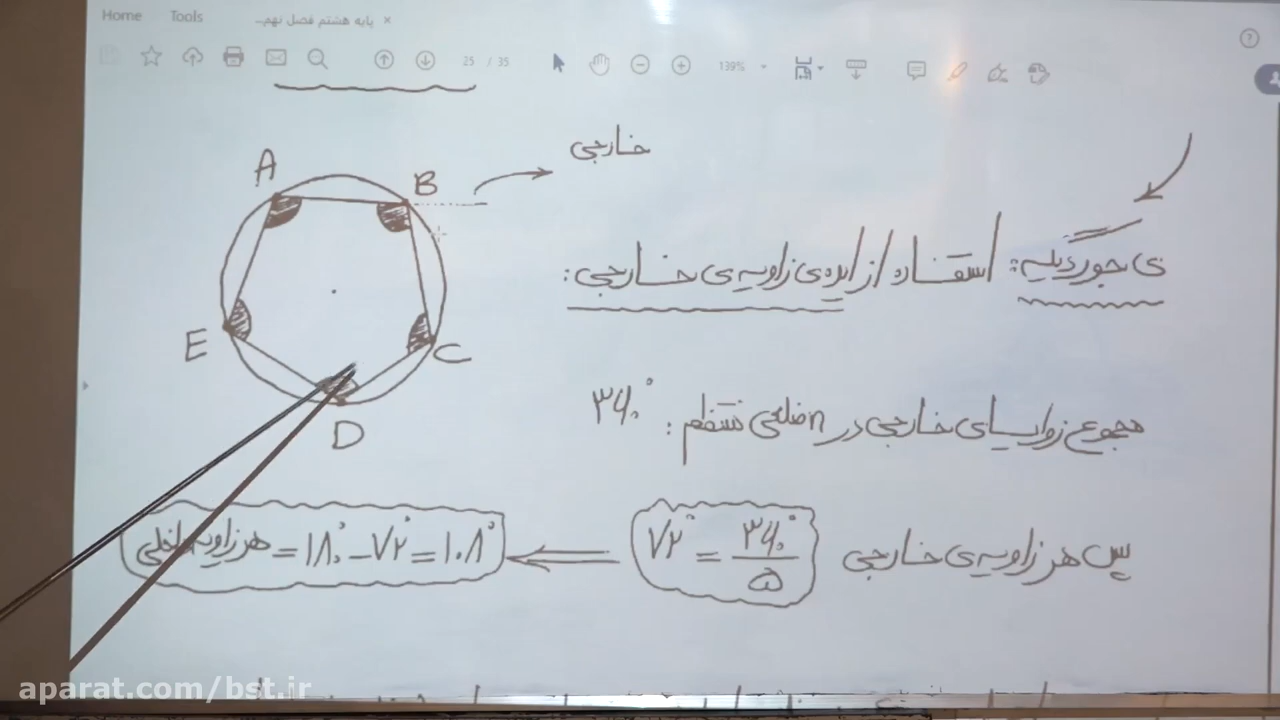 Home Tools پایه هشتم فصل نهم... ×
25 / 35 139%
خارجی
A
B
ی جور دیگه: استفاده از ایده‌ی زاویه‌ی خارجی:
E
C
مجموع زوایای خارجی در n ضلعی منتظم: ۳۶۰°
D
پس هر زاویه‌ی خارجی ۷۲° = ۳۶۰°/۵
هر زاویه داخلی = ۱۸۰° - ۷۲° = ۱۰۸°
aparat.com/bst.ir